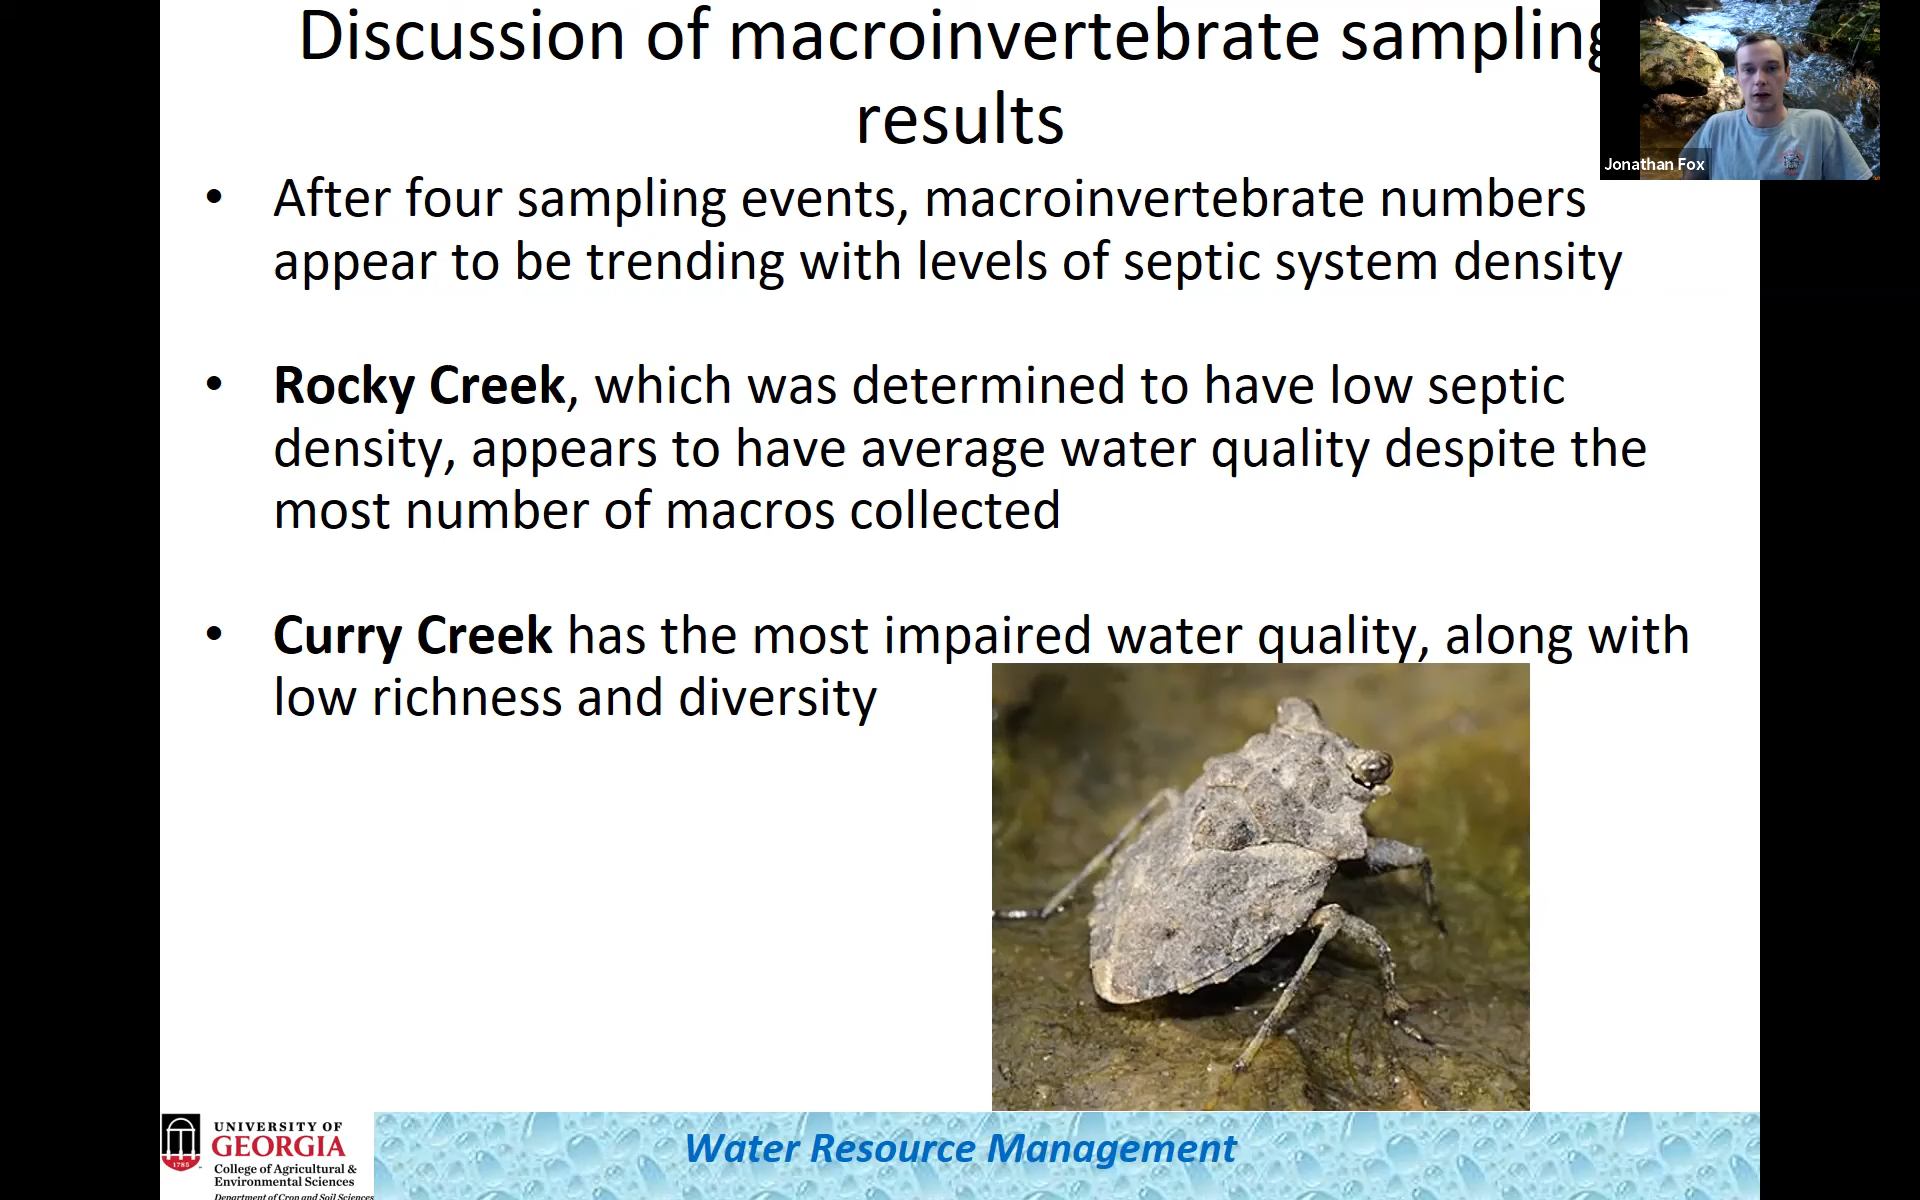 Discussion of macroinvertebrate sampling
results
Jonathan Fox
• After four sampling events, macroinvertebrate numbers
appear to be trending with levels of septic system density
• Rocky Creek, which was determined to have low septic
density, appears to have average water quality despite the
most number of macros collected
• Curry Creek has the most impaired water quality, along with
low richness and diversity
1785
UNIVERSITY OF
GEORGIA
College of Agricultural &
Environmental Sciences
Department of Crop and Soil Sciences
Water Resource Management